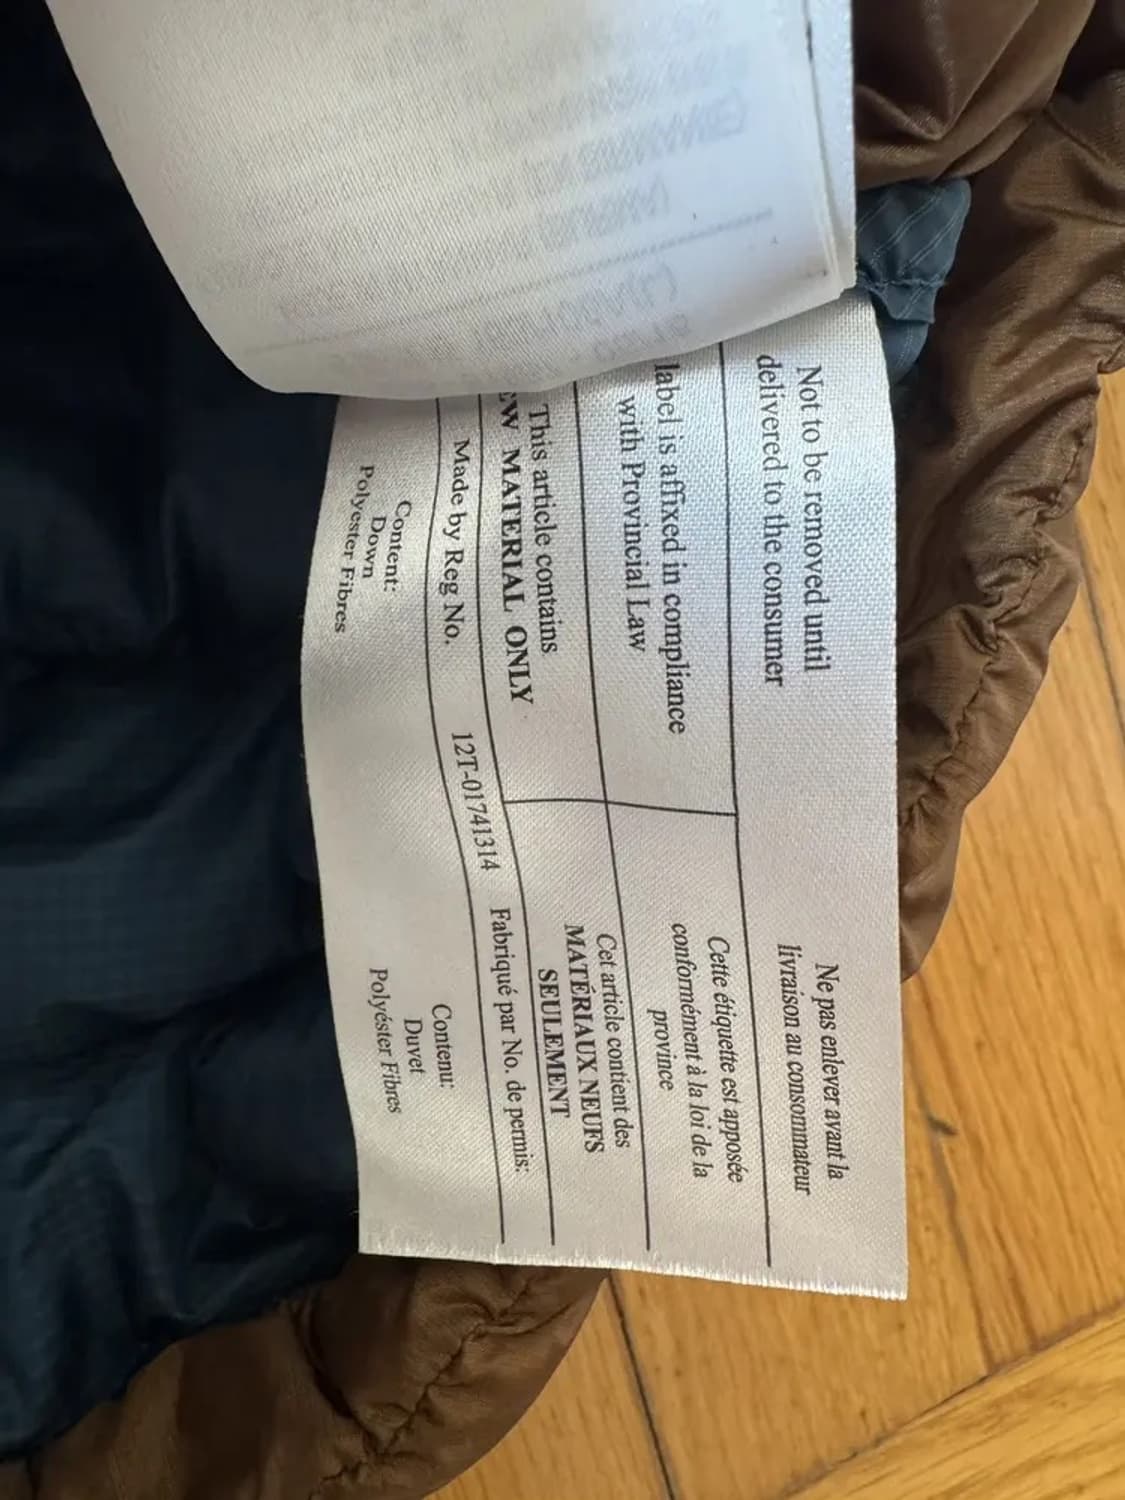 Not to be removed until
delivered to the consumer
Ne pas enlever avant la
livraison au consommateur
label is affixed in compliance
with Provincial Law
Cette étiquette est apposée
conformément à la loi de la
province
This article contains
MATERIAL ONLY
Cet article contient des
MATÉRIAUX NEUFS
SEULEMENT
Made by Reg No. 12T-01741314 Fabriqué par No. de permis:
Content:
Down
Polyester Fibres
Contenu:
Duvet
Polyéster Fibres